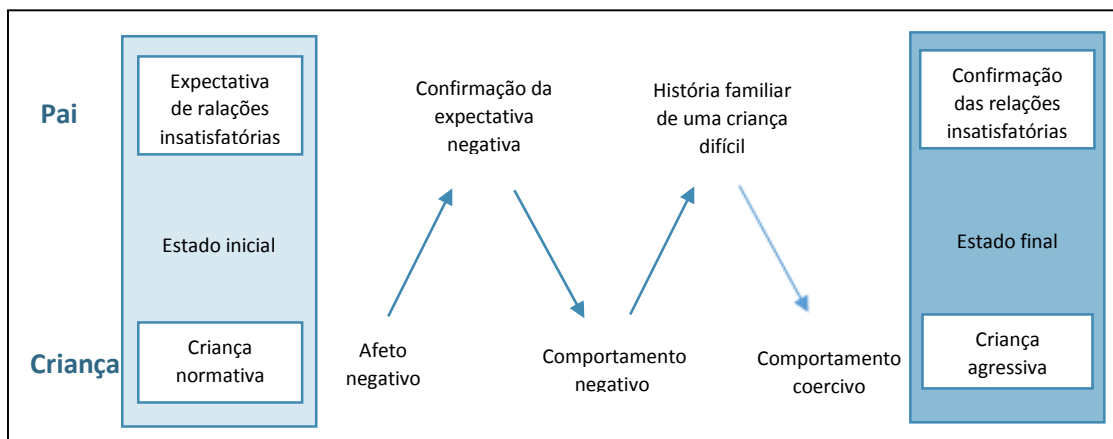 Pai
Expectativa
de ralações
insatisfatórias
Estado inicial
Criança
Criança
normativa
Afeto
negativo
Confirmação da
expectativa
negativa
Comportamento
negativo
História familiar
de uma criança
difícil
Comportamento
coercivo
Confirmação
das relações
insatisfatórias
Estado final
Criança
agressiva